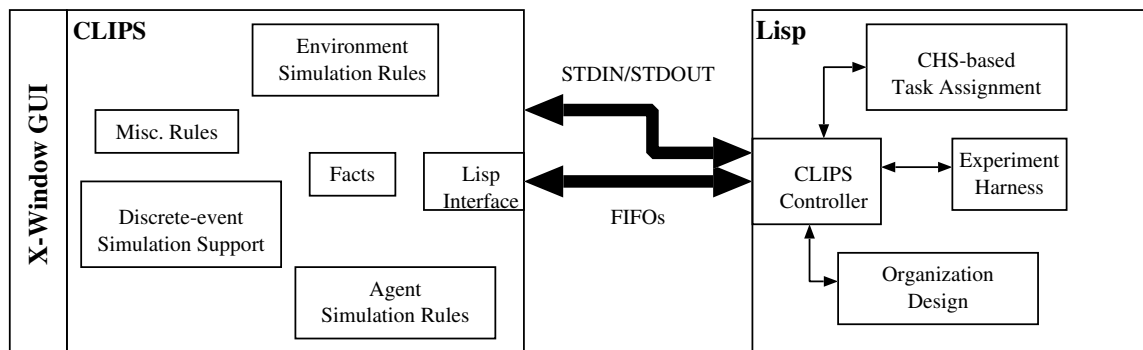 X-Window GUI
CLIPS
Environment
Simulation Rules
Misc. Rules
Facts
Lisp
Interface
Discrete-event
Simulation Support
Agent
Simulation Rules
STDIN/STDOUT
FIFOs
Lisp
CHS-based
Task Assignment
CLIPS
Controller
Experiment
Harness
Organization
Design